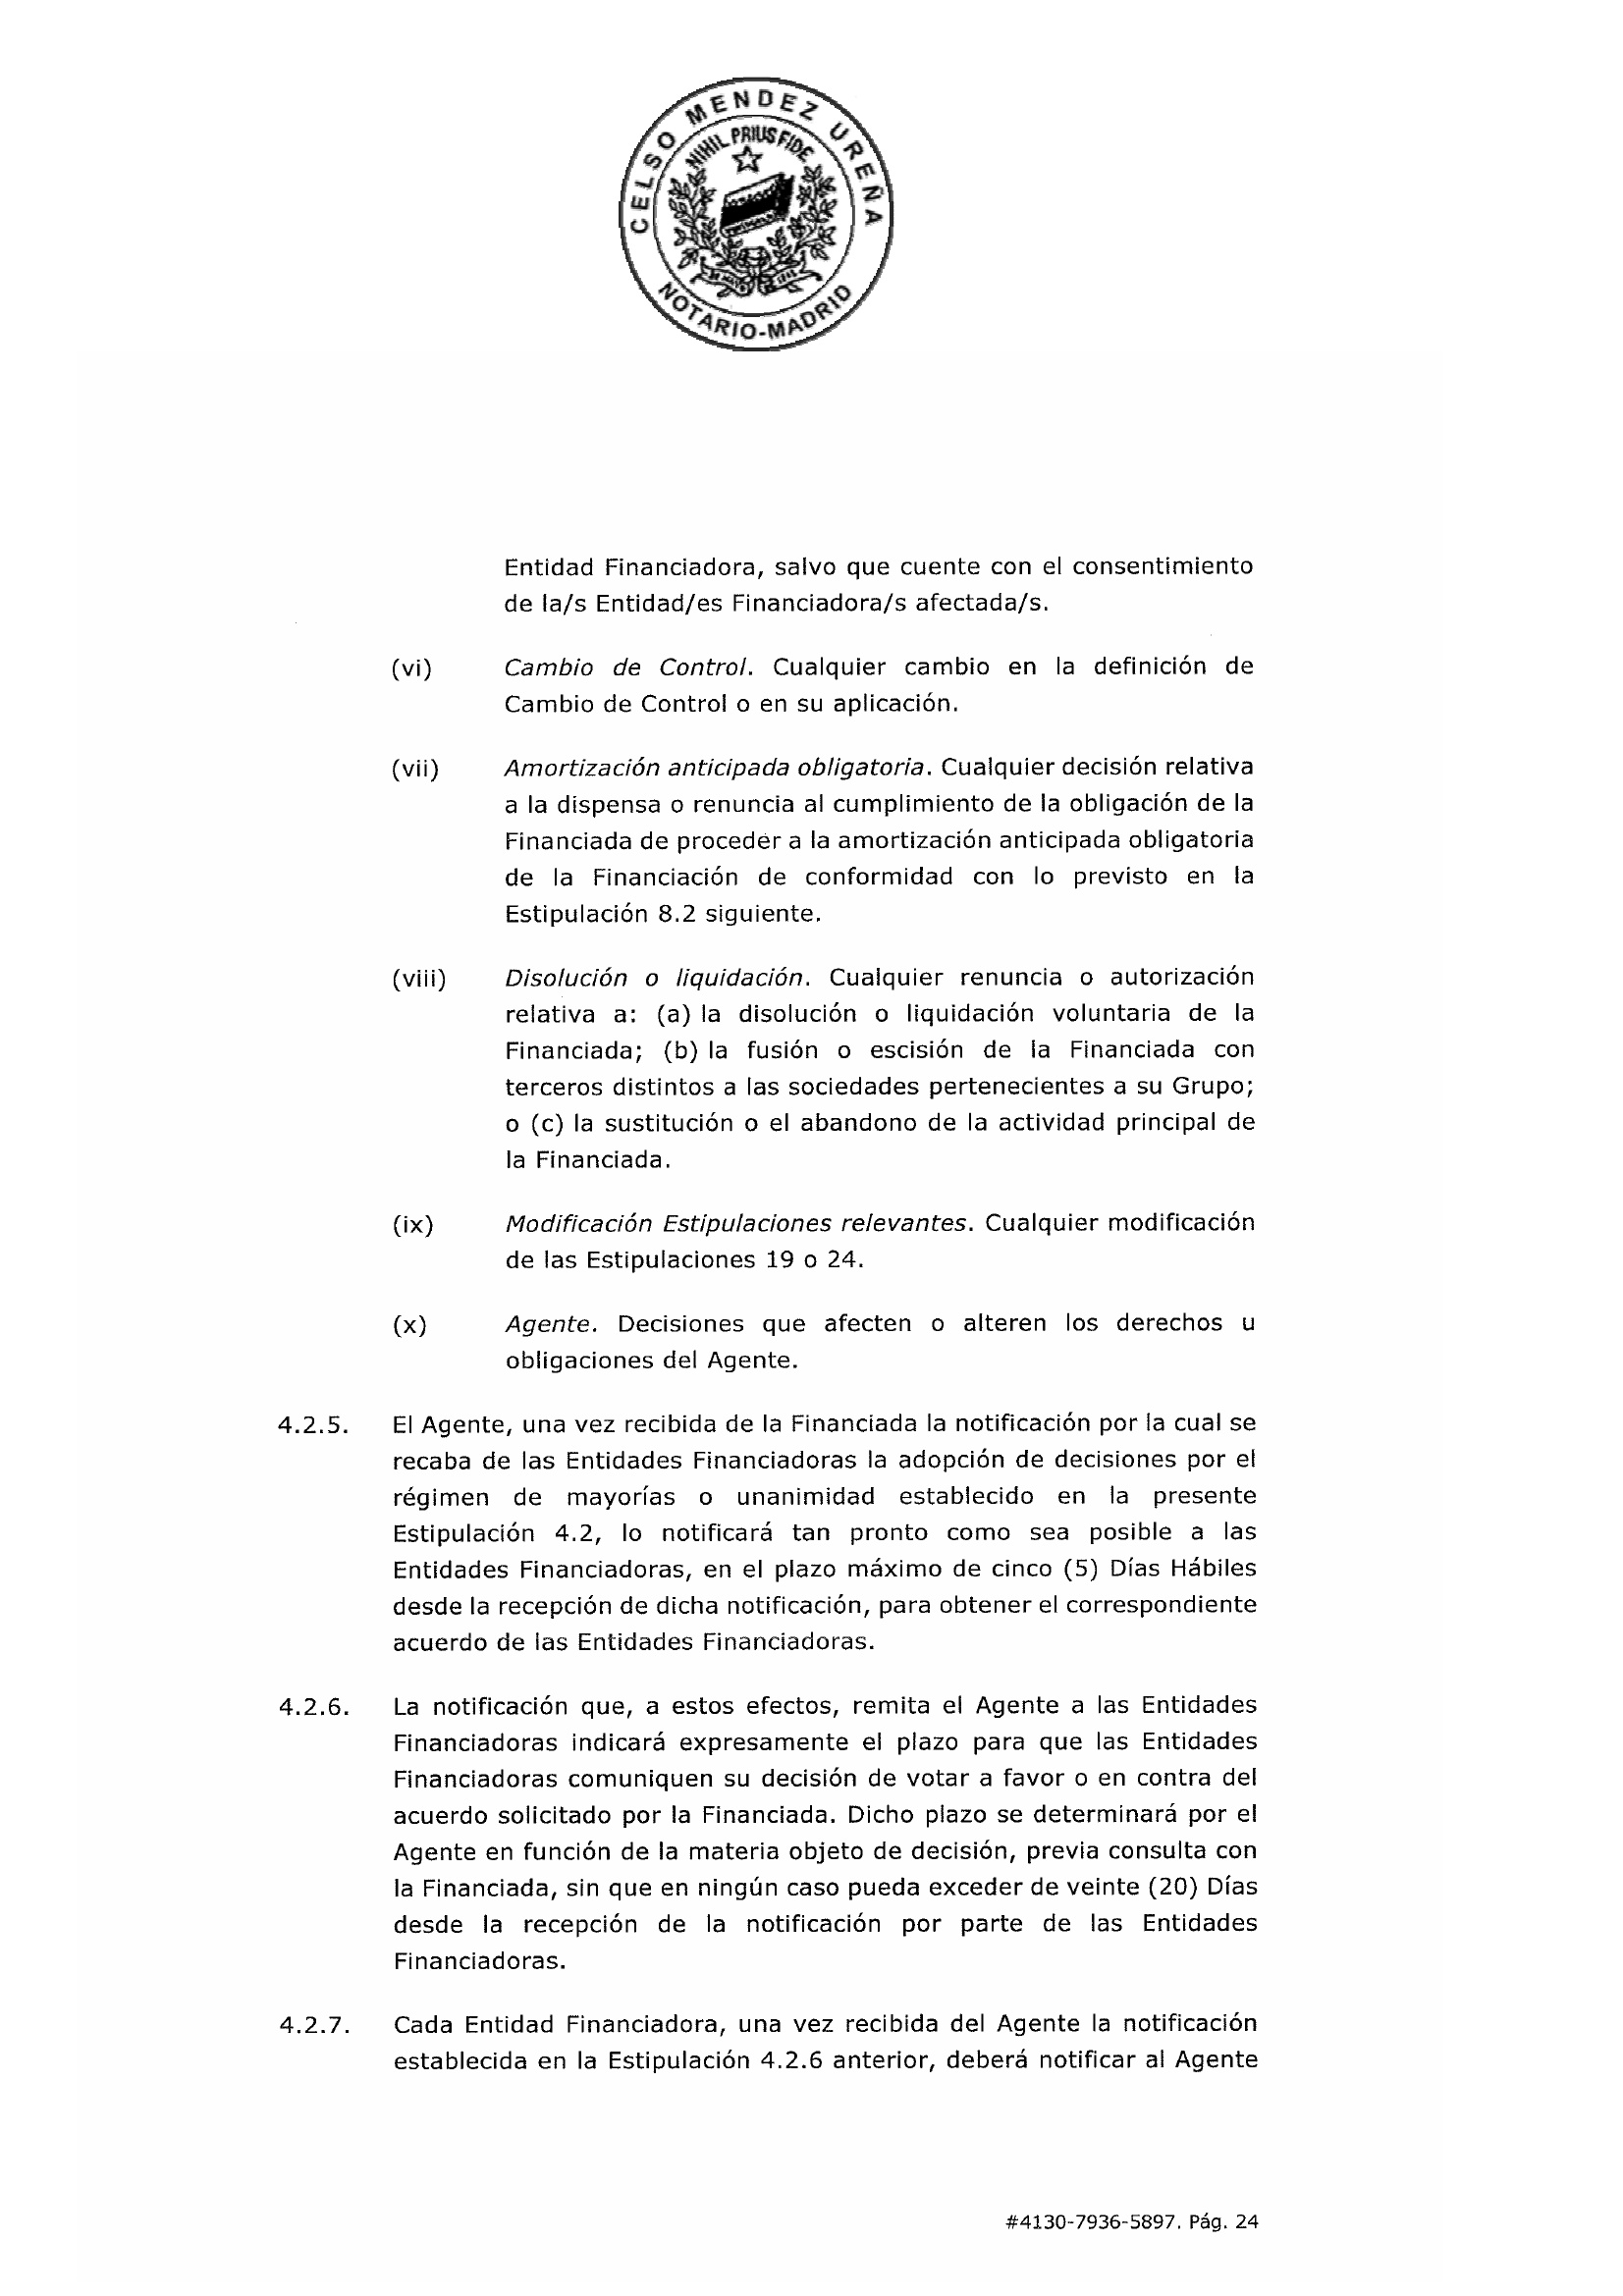 CELSO MENDEZ UREÑA
NIHIL PRIUS FIDE
NOTARIO-MADRID
Entidad Financiadora, salvo que cuente con el consentimiento
de la/s Entidad/es Financiadora/s afectada/s.
(vi) Cambio de Control. Cualquier cambio en la definición de
Cambio de Control o en su aplicación.
(vii) Amortización anticipada obligatoria. Cualquier decisión relativa
a la dispensa o renuncia al cumplimiento de la obligación de la
Financiada de proceder a la amortización anticipada obligatoria
de la Financiación de conformidad con lo previsto en la
Estipulación 8.2 siguiente.
(viii) Disolución o liquidación. Cualquier renuncia o autorización
relativa a: (a) la disolución o liquidación voluntaria de la
Financiada; (b) la fusión o escisión de la Financiada con
terceros distintos a las sociedades pertenecientes a su Grupo;
o (c) la sustitución o el abandono de la actividad principal de
la Financiada.
(ix) Modificación Estipulaciones relevantes. Cualquier modificación
de las Estipulaciones 19 o 24.
(x) Agente. Decisiones que afecten o alteren los derechos u
obligaciones del Agente.
4.2.5. El Agente, una vez recibida de la Financiada la notificación por la cual se
recaba de las Entidades Financiadoras la adopción de decisiones por el
régimen de mayorías o unanimidad establecido en la presente
Estipulación 4.2, lo notificará tan pronto como sea posible a las
Entidades Financiadoras, en el plazo máximo de cinco (5) Días Hábiles
desde la recepción de dicha notificación, para obtener el correspondiente
acuerdo de las Entidades Financiadoras.
4.2.6. La notificación que, a estos efectos, remita el Agente a las Entidades
Financiadoras indicará expresamente el plazo para que las Entidades
Financiadoras comuniquen su decisión de votar a favor o en contra del
acuerdo solicitado por la Financiada. Dicho plazo se determinará por el
Agente en función de la materia objeto de decisión, previa consulta con
la Financiada, sin que en ningún caso pueda exceder de veinte (20) Días
desde la recepción de la notificación por parte de las Entidades
Financiadoras.
4.2.7. Cada Entidad Financiadora, una vez recibida del Agente la notificación
establecida en la Estipulación 4.2.6 anterior, deberá notificar al Agente
#4130-7936-5897. Pág. 24